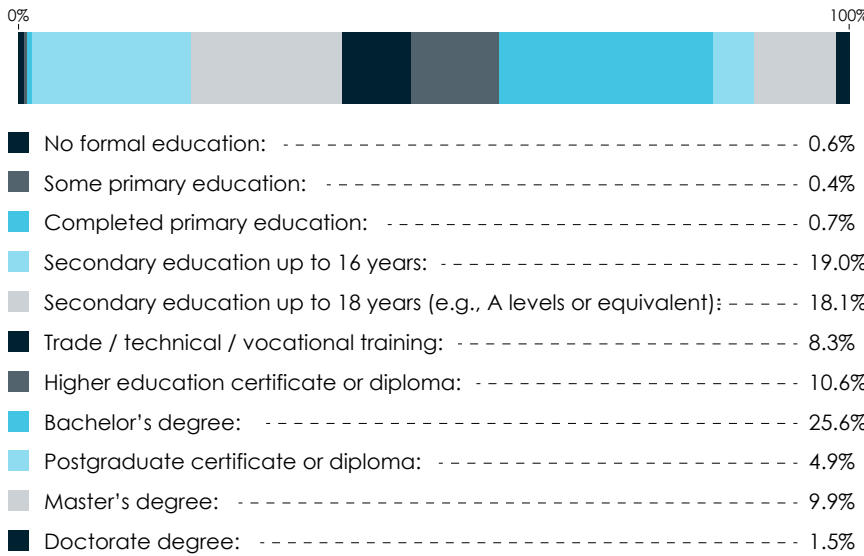 0% 100%
No formal education: 0.6%
Some primary education: 0.4%
Completed primary education: 0.7%
Secondary education up to 16 years: 19.0%
Secondary education up to 18 years (e.g., A levels or equivalent): 18.1%
Trade / technical / vocational training: 8.3%
Higher education certificate or diploma: 10.6%
Bachelor’s degree: 25.6%
Postgraduate certificate or diploma: 4.9%
Master’s degree: 9.9%
Doctorate degree: 1.5%